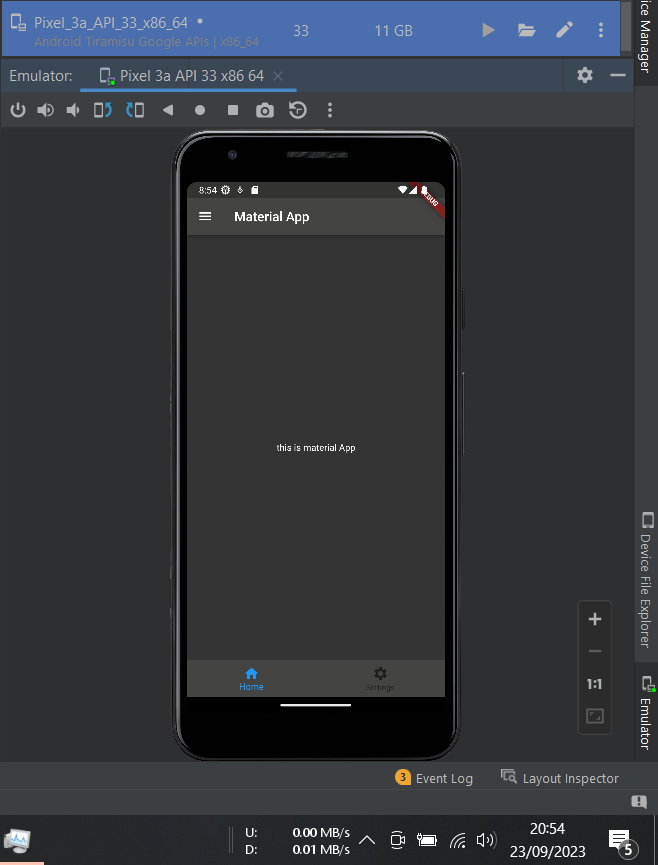 Pixel_3a_API_33_x86_64
Android Tiramisu Google APIs | x86_64
33
11 GB
ice Manager
Emulator:
Pixel 3a API 33 x86 64
8:54
DEBUG
Material App
this is material App
Home
Settings
Device File Explorer
1:1
Emulator
3
Event Log
Layout Inspector
U: 0.00 MB/s
D: 0.01 MB/s
20:54
23/09/2023
5